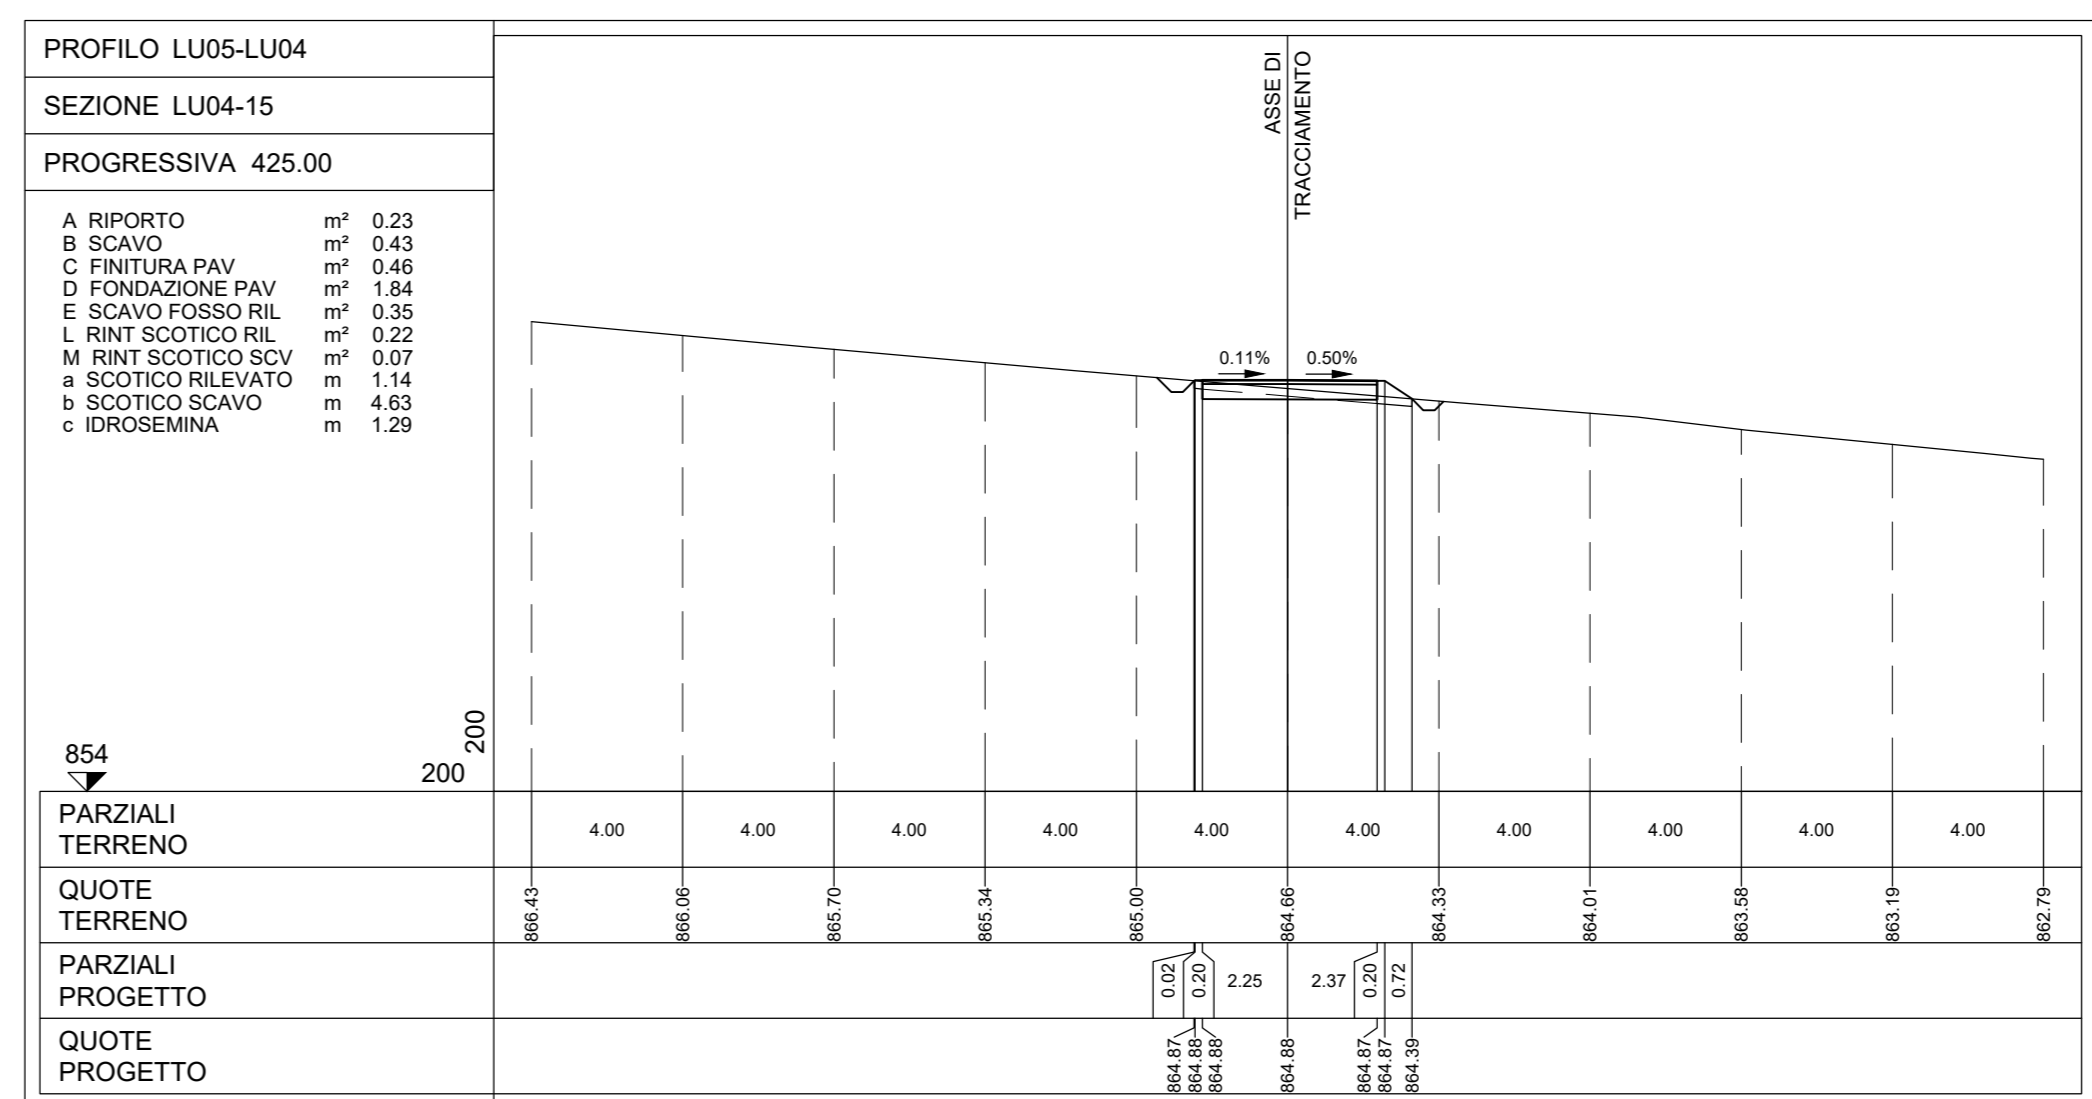 PROFILO LU05-LU04
SEZIONE LU04-15
PROGRESSIVA 425.00
A RIPORTO m² 0.23
B SCAVO m² 0.43
C FINITURA PAV m² 0.46
D FONDAZIONE PAV m² 1.84
E SCAVO FOSSO RIL m² 0.35
L RINT SCOTICO RIL m² 0.22
M RINT SCOTICO SCV m² 0.07
a SCOTICO RILEVATO m 1.14
b SCOTICO SCAVO m 4.63
c IDROSEMINA m 1.29
ASSE DI
TRACCIAMENTO
0.11% 0.50%
854
200
200
PARZIALI
TERRENO
4.00 4.00 4.00 4.00 4.00 4.00 4.00 4.00 4.00 4.00
QUOTE
TERRENO
866.43 866.06 865.70 865.34 865.00 864.66 864.33 864.01 863.58 863.19 862.79
PARZIALI
PROGETTO
0.02 0.20 2.25 2.37 0.20 0.72
QUOTE
PROGETTO
864.87 864.88 864.88 864.88 864.87 864.87 864.39